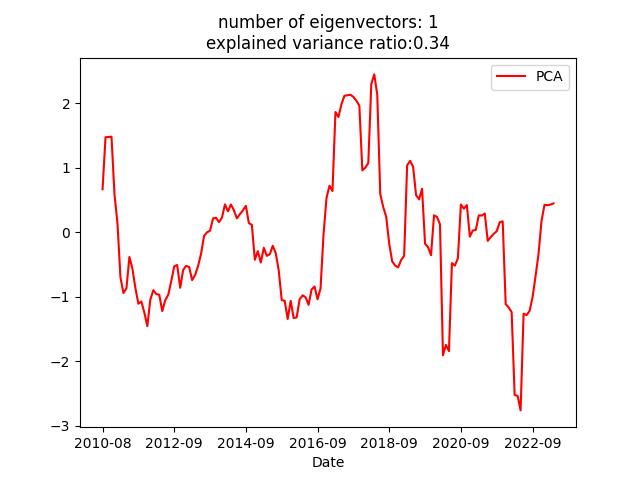 number of eigenvectors: 1
explained variance ratio:0.34
PCA
2
1
0
−1
−2
−3
2010-08 2012-09 2014-09 2016-09 2018-09 2020-09 2022-09
Date